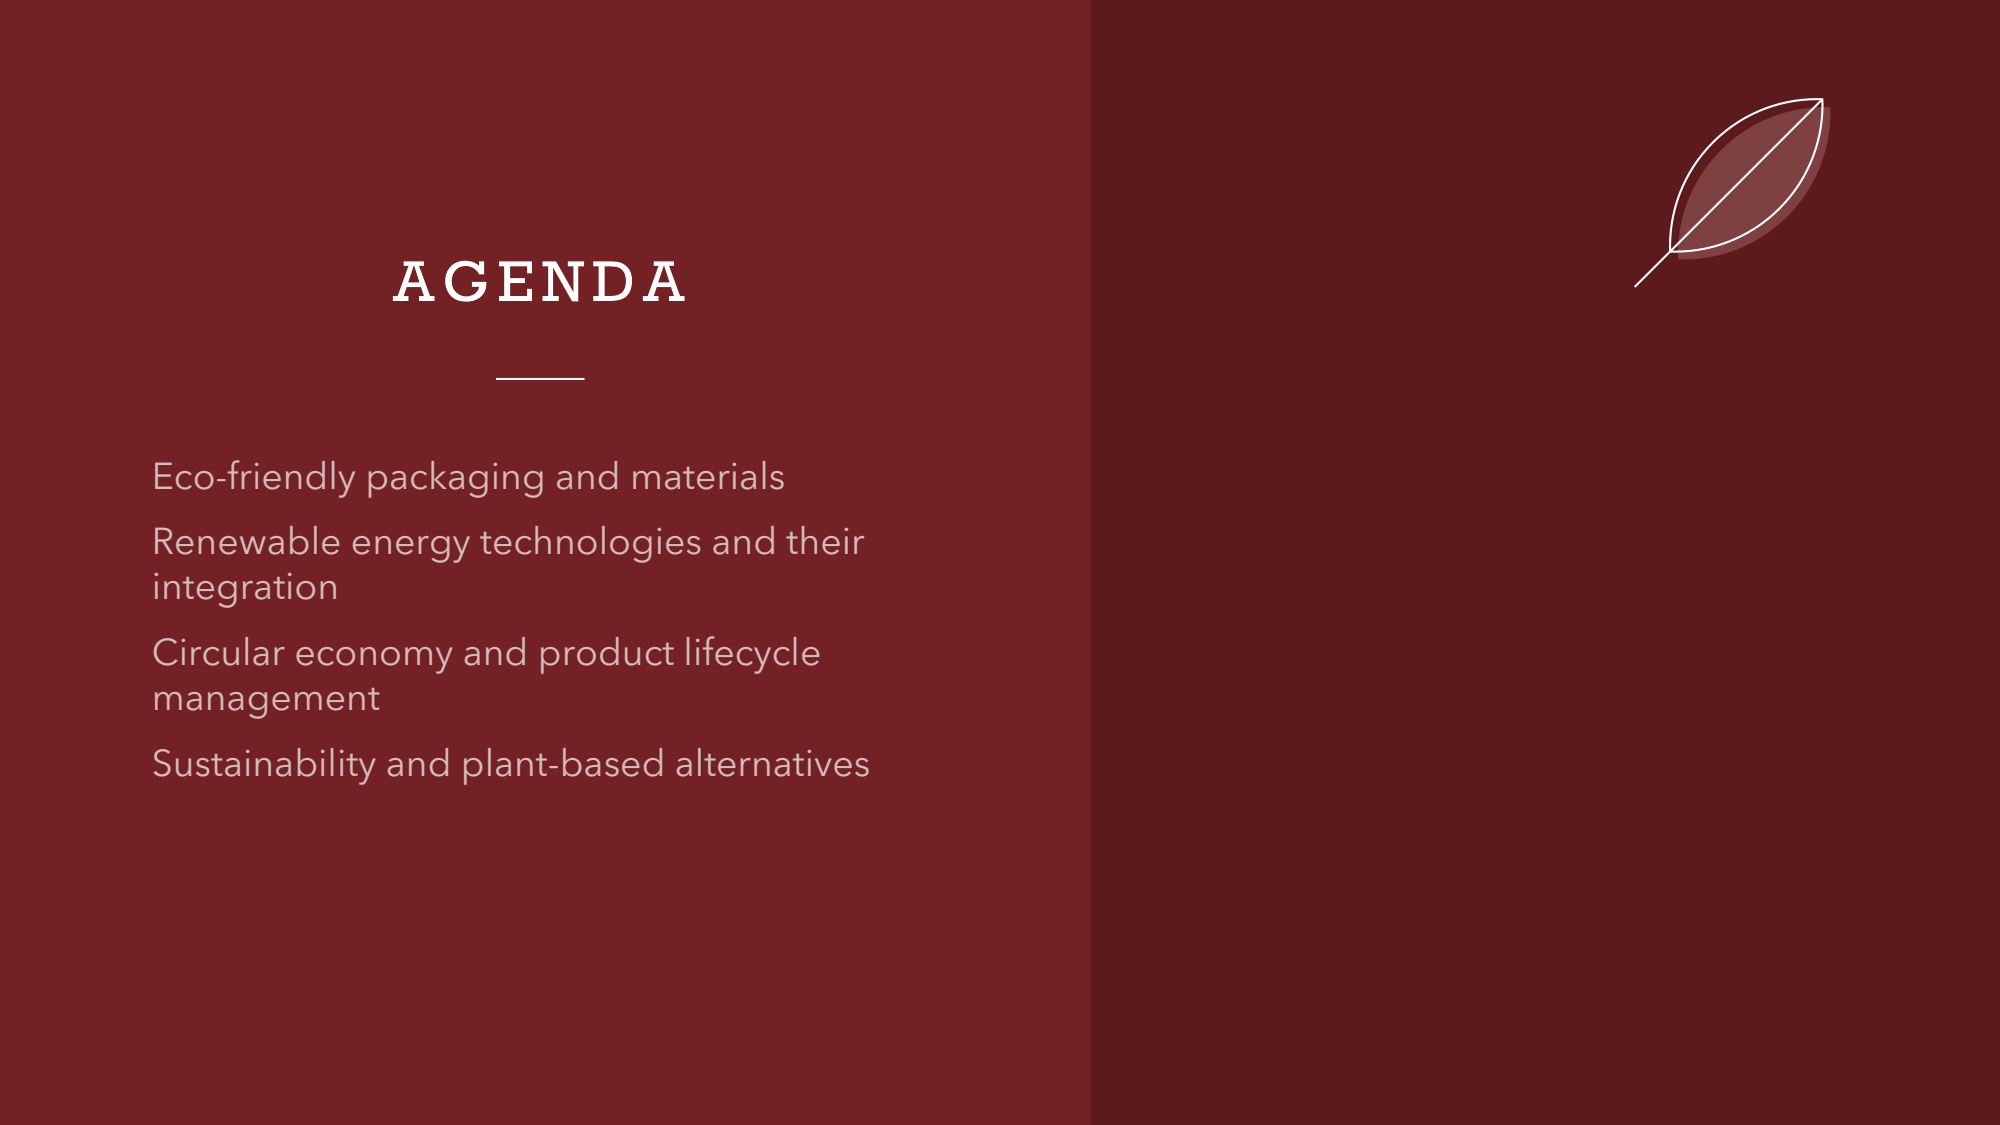 AGENDA
Eco-friendly packaging and materials
Renewable energy technologies and their
integration
Circular economy and product lifecycle
management
Sustainability and plant-based alternatives